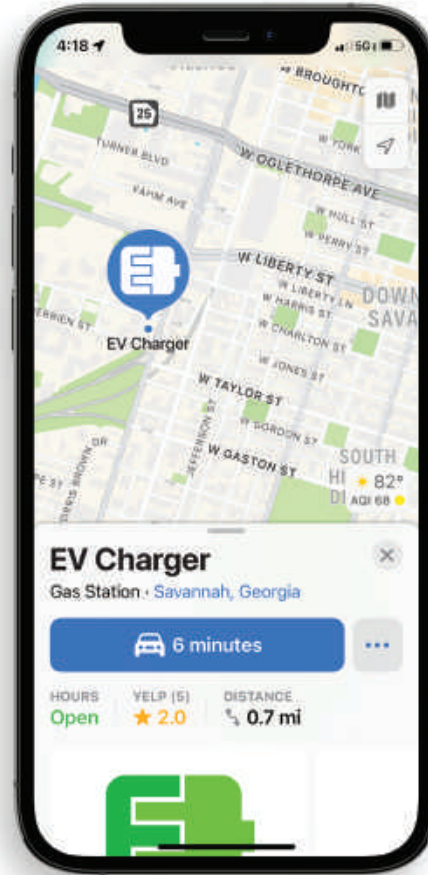 4:18
5G
W BROUGHT
25
TURNER BLVD
W YORK
W OGLETHORPE AVE
FAHM AVE
W HULL ST
W PERRY ST
W LIBERTY ST
W LIBERTY LN
DOWN
W HARRIS ST
SAVA
W CHARLTON ST
EV Charger
W JONES ST
W TAYLOR ST
JEFFERSON ST
W GORDON ST
W GASTON ST
SOUTH
HI
82°
DI
AQI 68
EV Charger
Gas Station · Savannah, Georgia
6 minutes
HOURS YELP (5) DISTANCE
Open ★ 2.0 0.7 mi